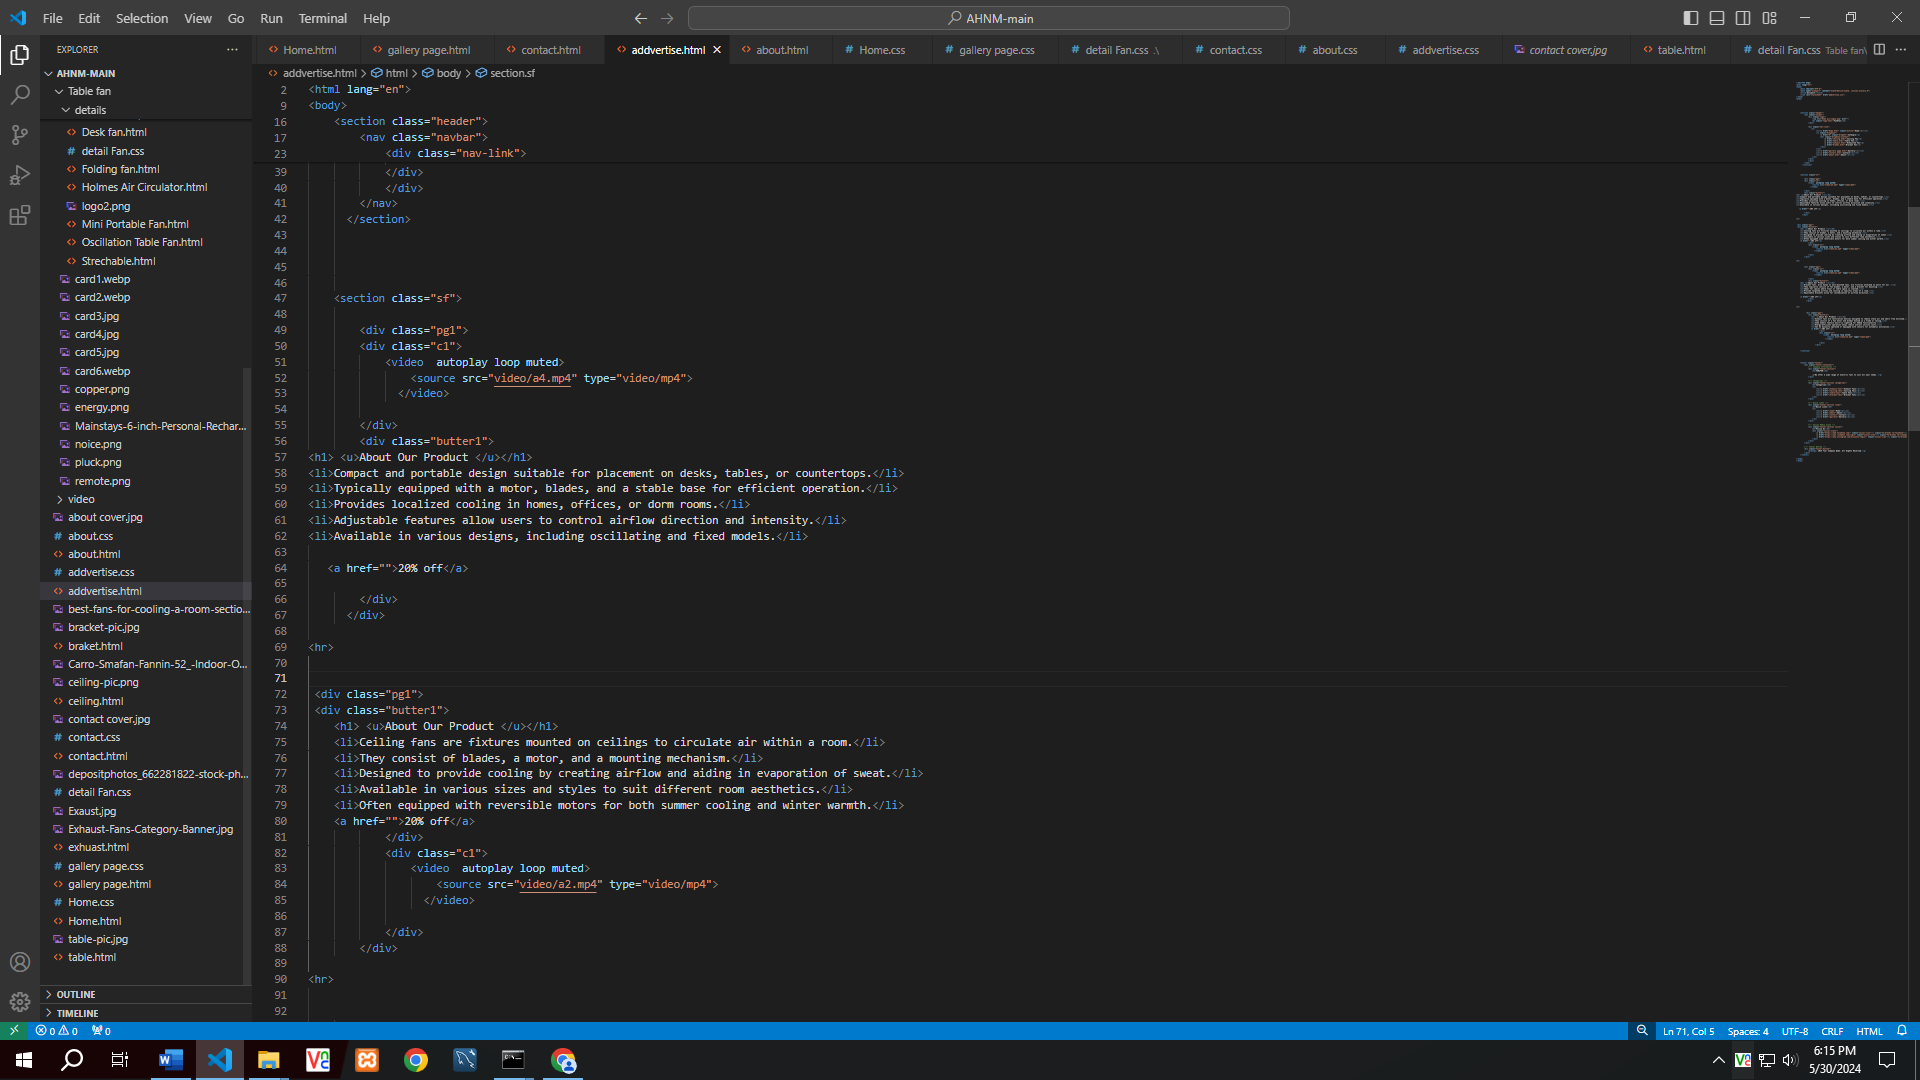 File Edit Selection View Go Run Terminal Help
AHNM-main
EXPLORER
Home.html gallery page.html contact.html addvertise.html about.html Home.css gallery page.css detail Fan.css .\ contact.css about.css addvertise.css contact cover.jpg table.html detail Fan.css Table fan\
addvertise.html > html > body > section.sf
AHNM-MAIN
Table fan
details
Desk fan.html
detail Fan.css
Folding fan.html
Holmes Air Circulator.html
logo2.png
Mini Portable Fan.html
Oscillation Table Fan.html
Strechable.html
card1.webp
card2.webp
card3.jpg
card4.jpg
card5.jpg
card6.webp
copper.png
energy.png
Mainstays-6-inch-Personal-Rechar...
noice.png
pluck.png
remote.png
video
about cover.jpg
about.css
about.html
addvertise.css
addvertise.html
best-fans-for-cooling-a-room-sectio...
bracket-pic.jpg
braket.html
Carro-Smafan-Fannin-52_-Indoor-O...
ceiling-pic.png
ceiling.html
contact cover.jpg
contact.css
contact.html
depositphotos_662281822-stock-ph...
detail Fan.css
Exaust.jpg
Exhaust-Fans-Category-Banner.jpg
exhuast.html
gallery page.css
gallery page.html
Home.css
Home.html
table-pic.jpg
table.html
OUTLINE
TIMELINE
2 <html lang="en">
9 <body>
16 <section class="header">
17 <nav class="navbar">
23 <div class="nav-link">
39 </div>
40 </div>
41 </nav>
42 </section>
43
44
45
46
47 <section class="sf">
48
49 <div class="pg1">
50 <div class="c1">
51 <video  autoplay loop muted>
52 <source src="video/a4.mp4" type="video/mp4">
53 </video>
54
55 </div>
56 <div class="butter1">
57 <h1> <u>About Our Product </u></h1>
58 <li>Compact and portable design suitable for placement on desks, tables, or countertops.</li>
59 <li>Typically equipped with a motor, blades, and a stable base for efficient operation.</li>
60 <li>Provides localized cooling in homes, offices, or dorm rooms.</li>
61 <li>Adjustable features allow users to control airflow direction and intensity.</li>
62 <li>Available in various designs, including oscillating and fixed models.</li>
63
64 <a href="">20% off</a>
65
66 </div>
67 </div>
68
69 <hr>
70
71
72 <div class="pg1">
73 <div class="butter1">
74 <h1> <u>About Our Product </u></h1>
75 <li>Ceiling fans are fixtures mounted on ceilings to circulate air within a room.</li>
76 <li>They consist of blades, a motor, and a mounting mechanism.</li>
77 <li>Designed to provide cooling by creating airflow and aiding in evaporation of sweat.</li>
78 <li>Available in various sizes and styles to suit different room aesthetics.</li>
79 <li>Often equipped with reversible motors for both summer cooling and winter warmth.</li>
80 <a href="">20% off</a>
81 </div>
82 <div class="c1">
83 <video  autoplay loop muted>
84 <source src="video/a2.mp4" type="video/mp4">
85 </video>
86
87 </div>
88 </div>
89
90 <hr>
91
92
0 0 0
Ln 71, Col 5 Spaces: 4 UTF-8 CRLF HTML
6:15 PM
5/30/2024